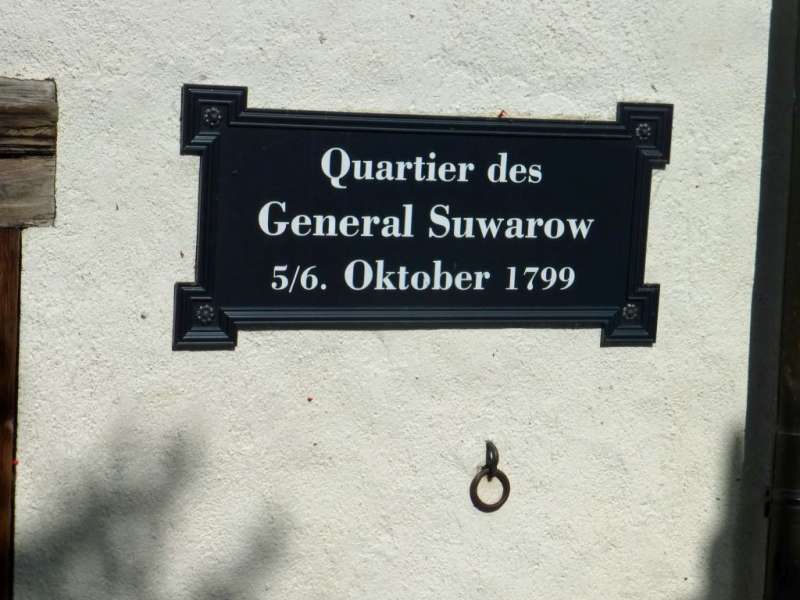 Quartier des
General Suwarow
5/6. Oktober 1799